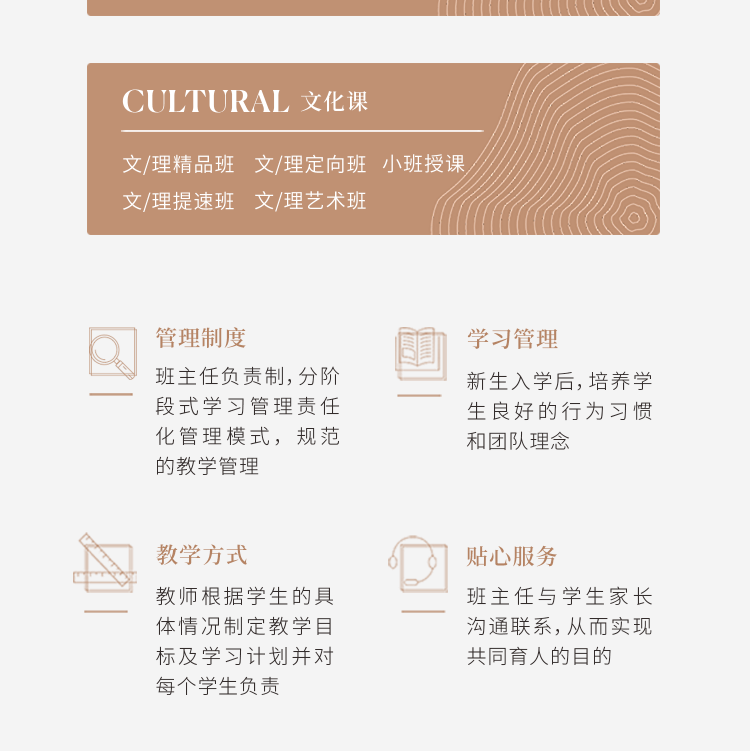 CULTURAL 文化课
文/理精品班 文/理定向班 小班授课
文/理提速班 文/理艺术班
管理制度
班主任负责制,分阶
段式学习管理责任
化管理模式，规范
的教学管理
学习管理
新生入学后,培养学
生良好的行为习惯
和团队理念
教学方式
教师根据学生的具
体情况制定教学目
标及学习计划并对
每个学生负责
贴心服务
班主任与学生家长
沟通联系,从而实现
共同育人的目的